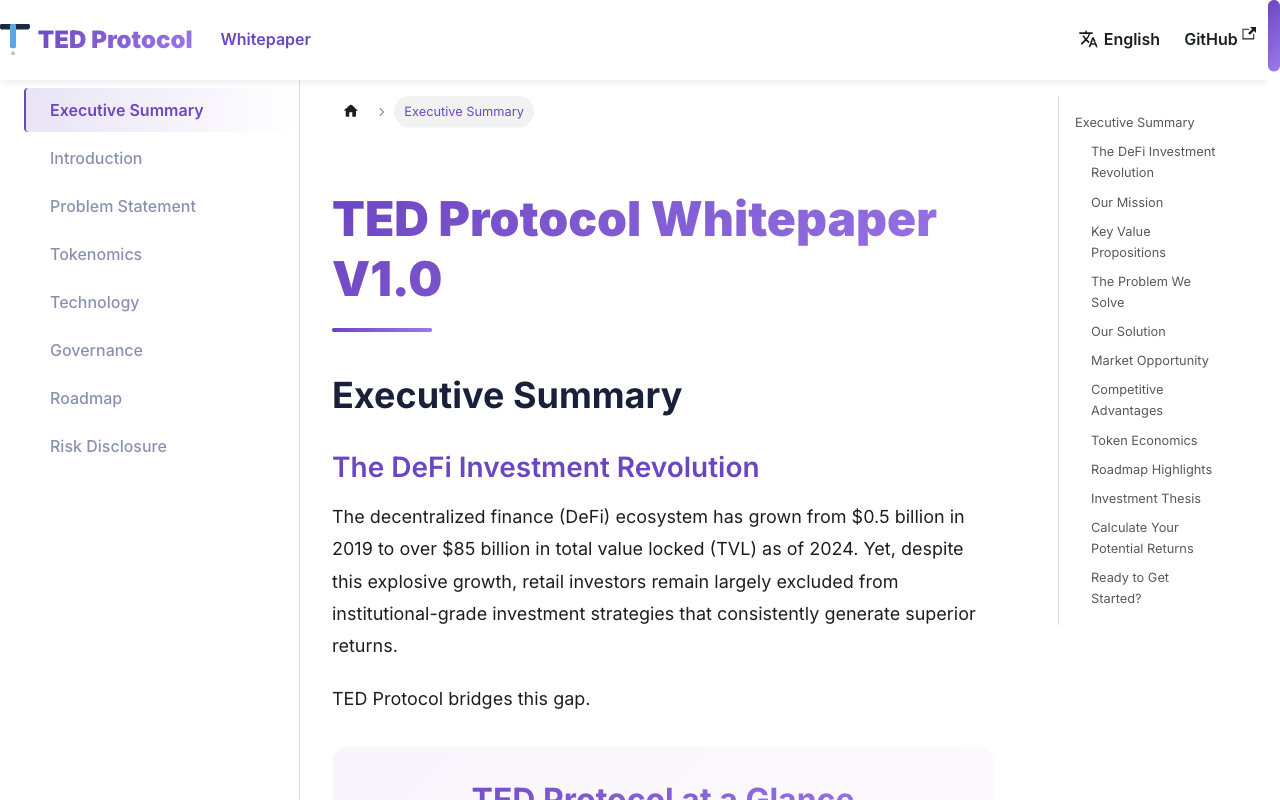 TED Protocol
Whitepaper
English
GitHub
Executive Summary
Introduction
Problem Statement
Tokenomics
Technology
Governance
Roadmap
Risk Disclosure
Executive Summary
TED Protocol Whitepaper
V1.0
Executive Summary
The DeFi Investment Revolution
The decentralized finance (DeFi) ecosystem has grown from $0.5 billion in
2019 to over $85 billion in total value locked (TVL) as of 2024. Yet, despite
this explosive growth, retail investors remain largely excluded from
institutional-grade investment strategies that consistently generate superior
returns.
TED Protocol bridges this gap.
TED Protocol at a Glance
Executive Summary
The DeFi Investment
Revolution
Our Mission
Key Value
Propositions
The Problem We
Solve
Our Solution
Market Opportunity
Competitive
Advantages
Token Economics
Roadmap Highlights
Investment Thesis
Calculate Your
Potential Returns
Ready to Get
Started?